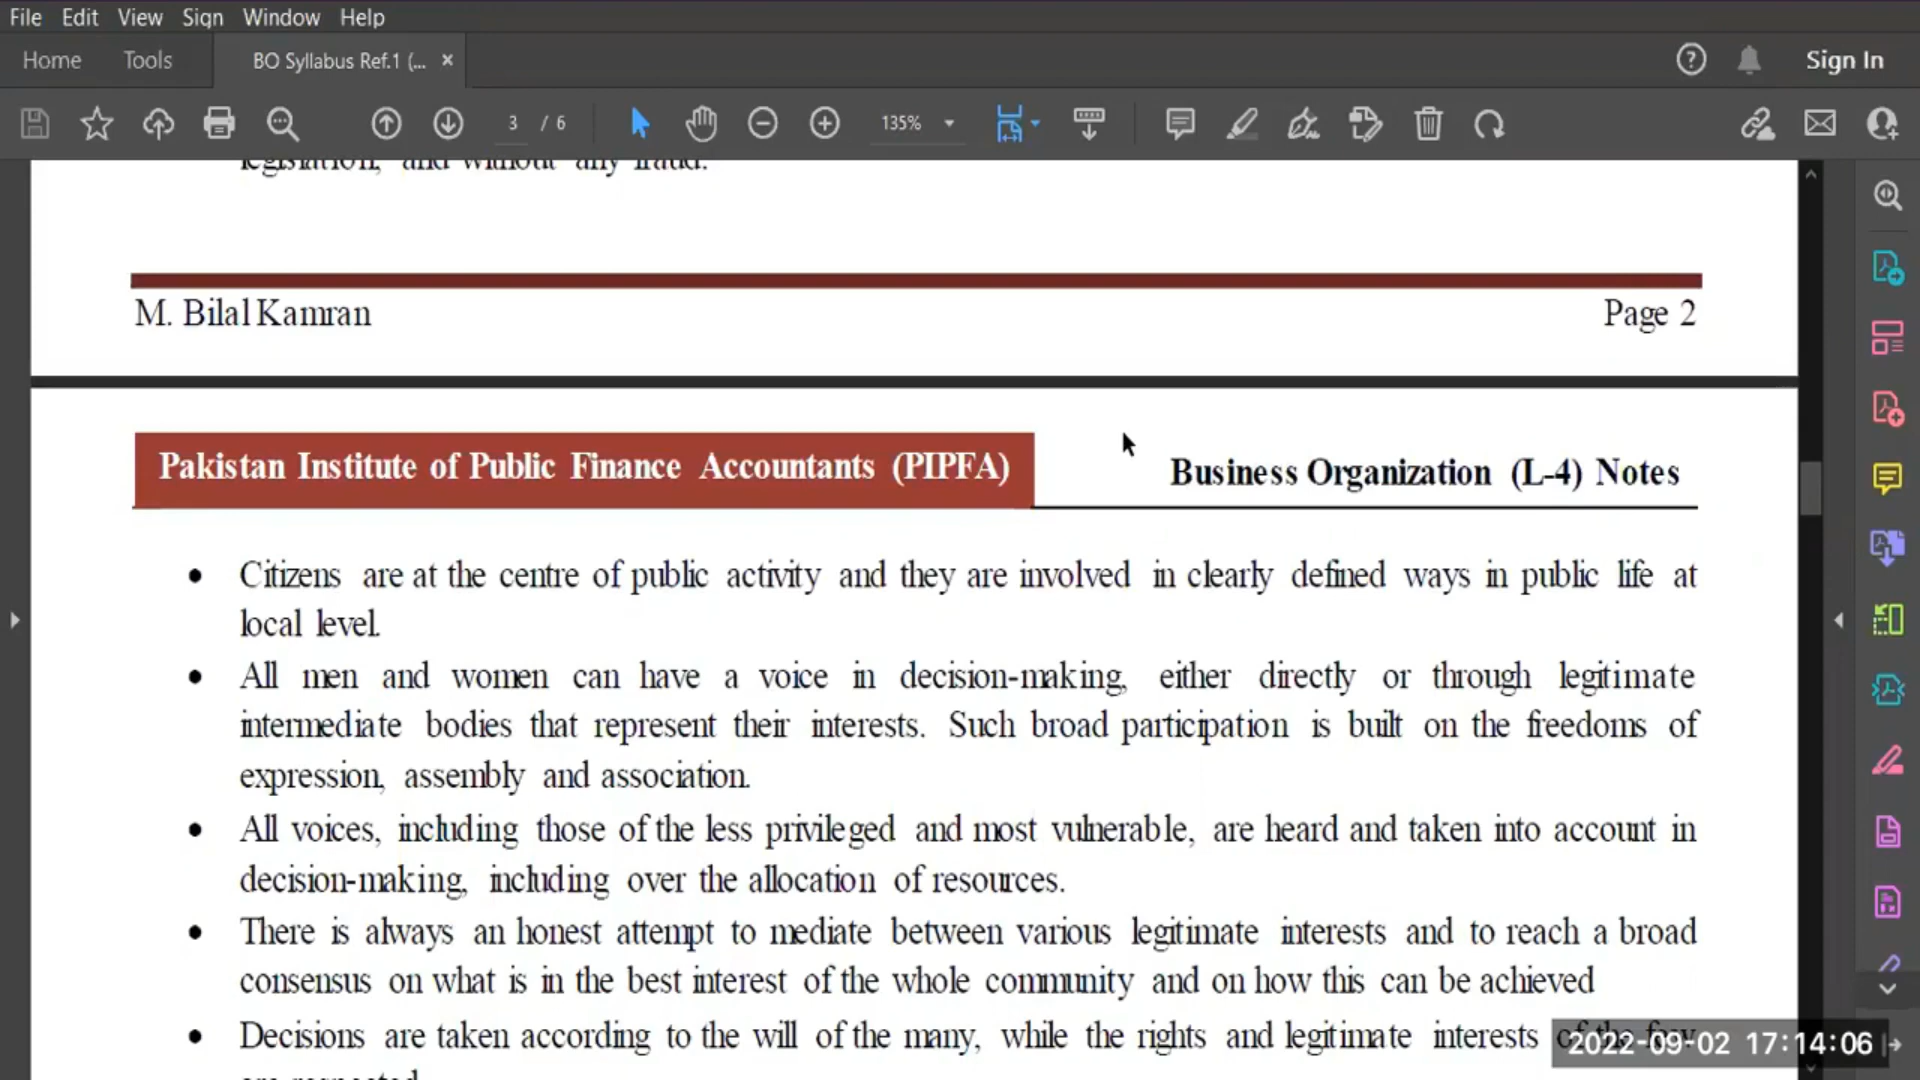 File Edit View Sign Window Help
Home Tools BO Syllabus Ref.1 (... × Sign In
3 / 6 135%
legislation, and without any fraud.
M. Bilal Kamran Page 2
Pakistan Institute of Public Finance Accountants (PIPFA) Business Organization (L-4) Notes
• Citizens are at the centre of public activity and they are involved in clearly defined ways in public life at
local level.
• All men and women can have a voice in decision-making, either directly or through legitimate
intermediate bodies that represent their interests. Such broad participation is built on the freedoms of
expression, assembly and association.
• All voices, including those of the less privileged and most vulnerable, are heard and taken into account in
decision-making, including over the allocation of resources.
• There is always an honest attempt to mediate between various legitimate interests and to reach a broad
consensus on what is in the best interest of the whole community and on how this can be achieved
• Decisions are taken according to the will of the many, while the rights and legitimate interests of the few
are respected
2022-09-02 17:14:06